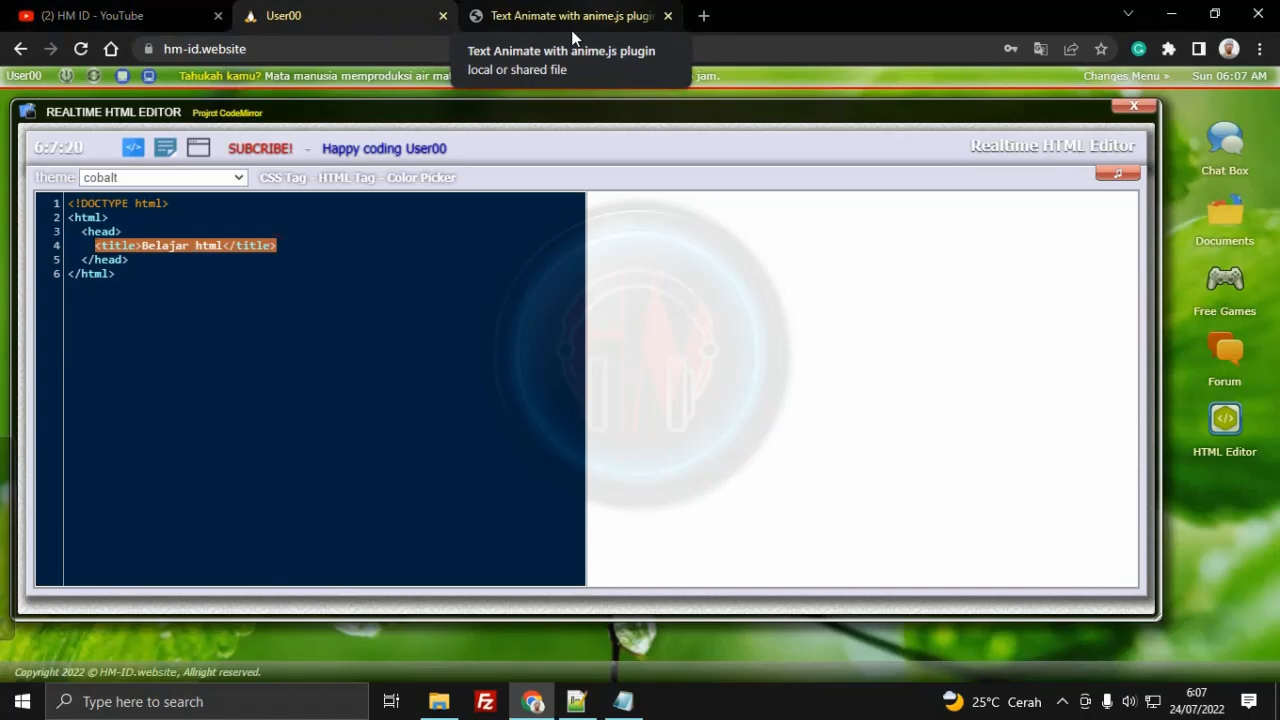 (2) HM ID - YouTube
User00
Text Animate with anime.js plugin
hm-id.website
Text Animate with anime.js plugin
local or shared file
User00
Tahukah kamu? Mata manusia memproduksi air mat
jam.
Changes Menu »
Sun 06:07 AM
REALTIME HTML EDITOR
Projrct CodeMirror
X
6:7:20
SUBCRIBE! - Happy coding User00
Realtime HTML Editor
theme
cobalt
CSS Tag - HTML Tag - Color Picker
1 <!DOCTYPE html>
2 <html>
3 <head>
4 <title>Belajar html</title>
5 </head>
6 </html>
Chat Box
Documents
Free Games
Forum
HTML Editor
Copyright 2022 © HM-ID.website, Allright reserved.
Type here to search
25°C Cerah
6:07
24/07/2022